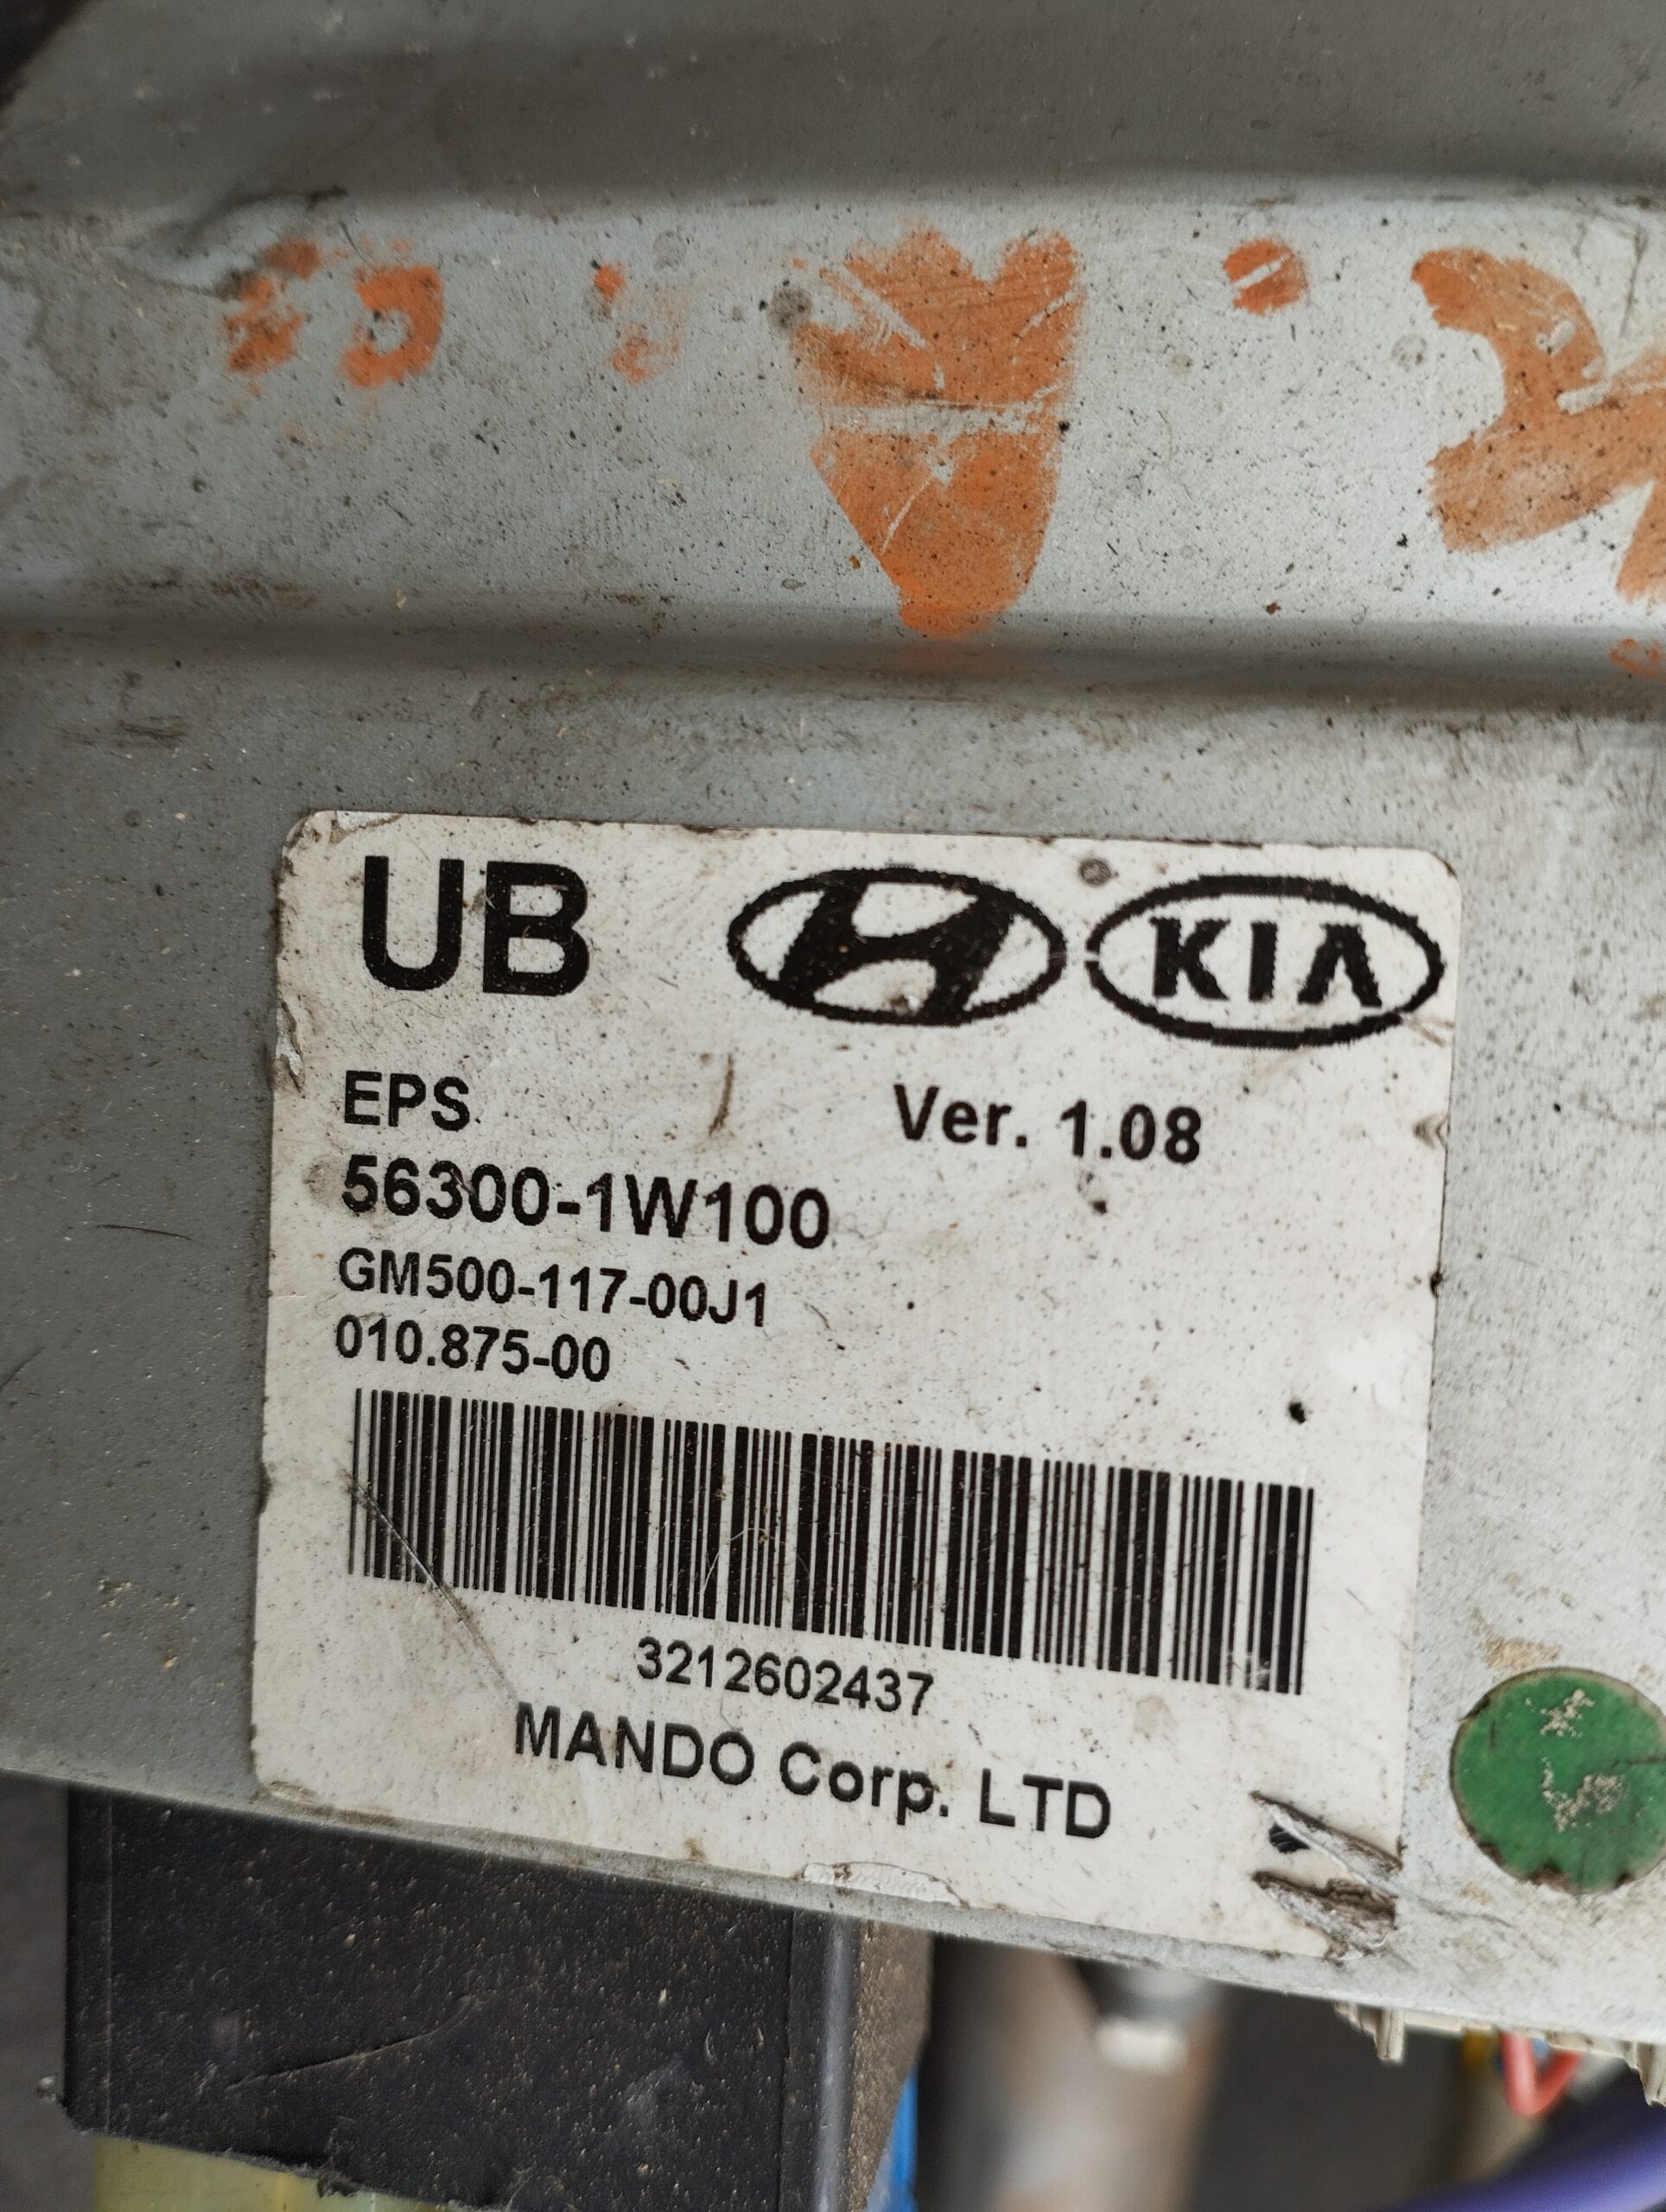 UB KIA
EPS Ver. 1.08
56300-1W100
GM500-117-00J1
010.875-00
3212602437
MANDO Corp. LTD